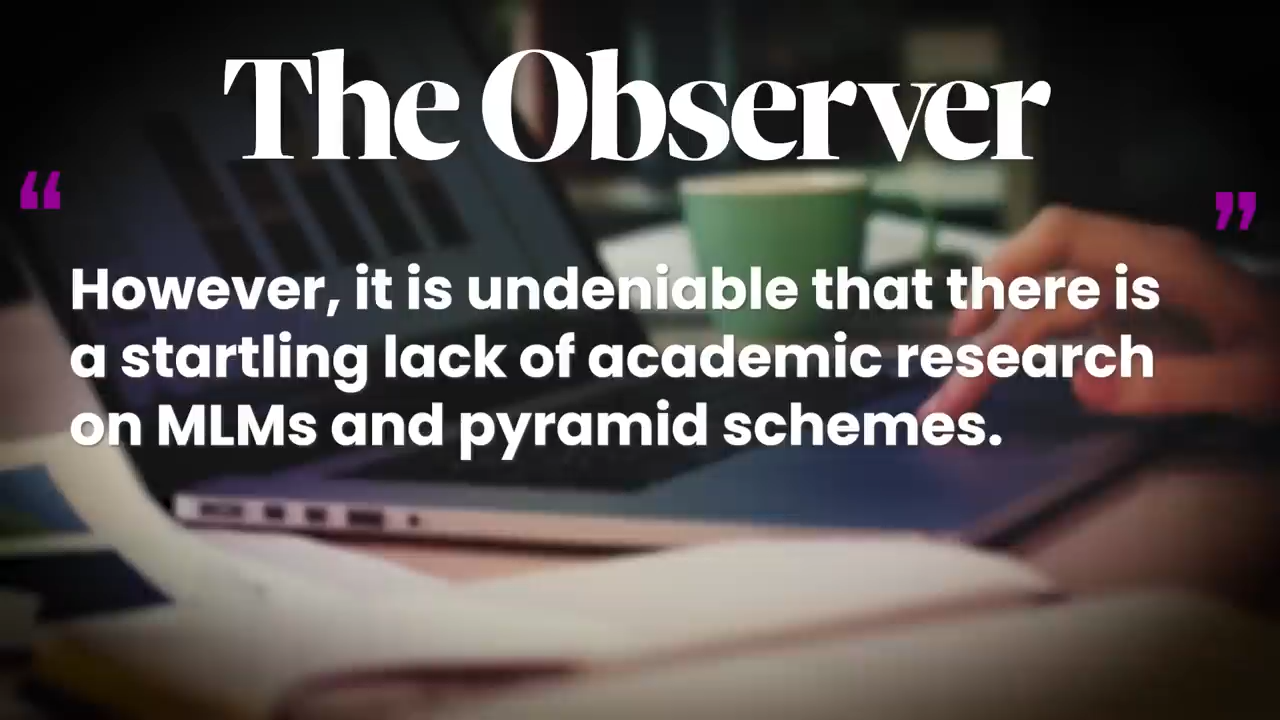 The Observer
“ ”
However, it is undeniable that there is
a startling lack of academic research
on MLMs and pyramid schemes.